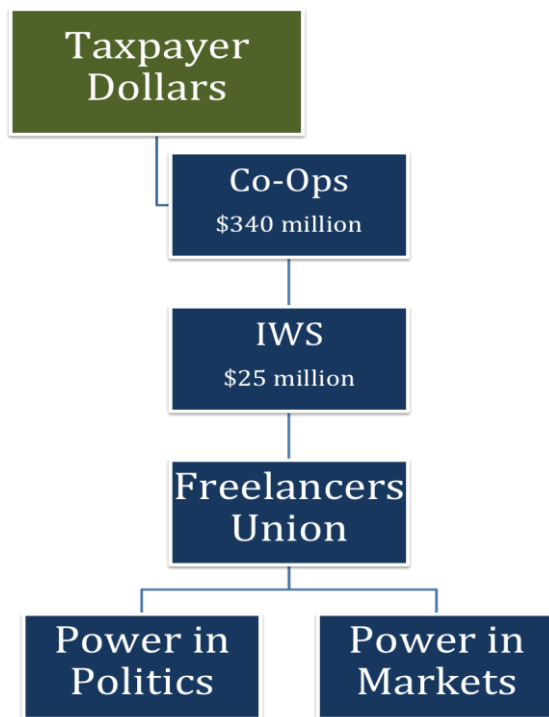 Taxpayer
Dollars
Co-Ops
$340 million
IWS
$25 million
Freelancers
Union
Power in
Politics
Power in
Markets